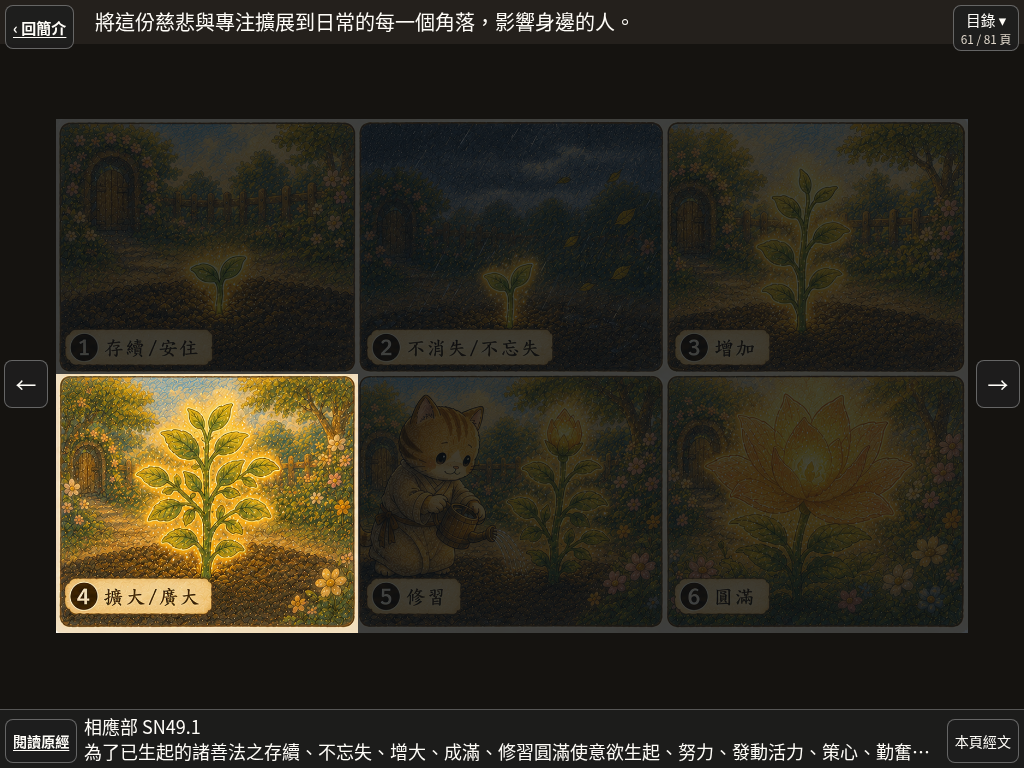 ‹ 回簡介
將這份慈悲與專注擴展到日常的每一個角落，影響身邊的人。
目錄 ▾
61 / 81 頁
1 存續/安住
2 不消失/不忘失
3 增加
←
→
4 擴大/廣大
5 修習
6 圓滿
閱讀原經
相應部 SN49.1
為了已生起的諸善法之存續、不忘失、增大、成滿、修習圓滿使意欲生起、努力、發動活力、策心、勤奮…
本頁經文